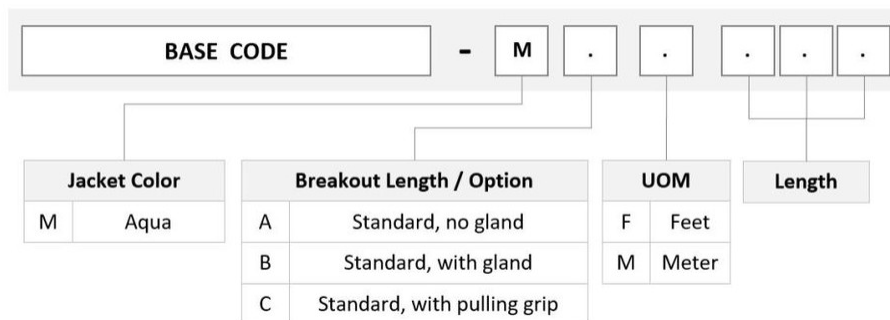 BASE CODE - M . . . . .
Jacket Color Breakout Length / Option UOM Length
M Aqua A Standard, no gland F Feet
B Standard, with gland M Meter
C Standard, with pulling grip